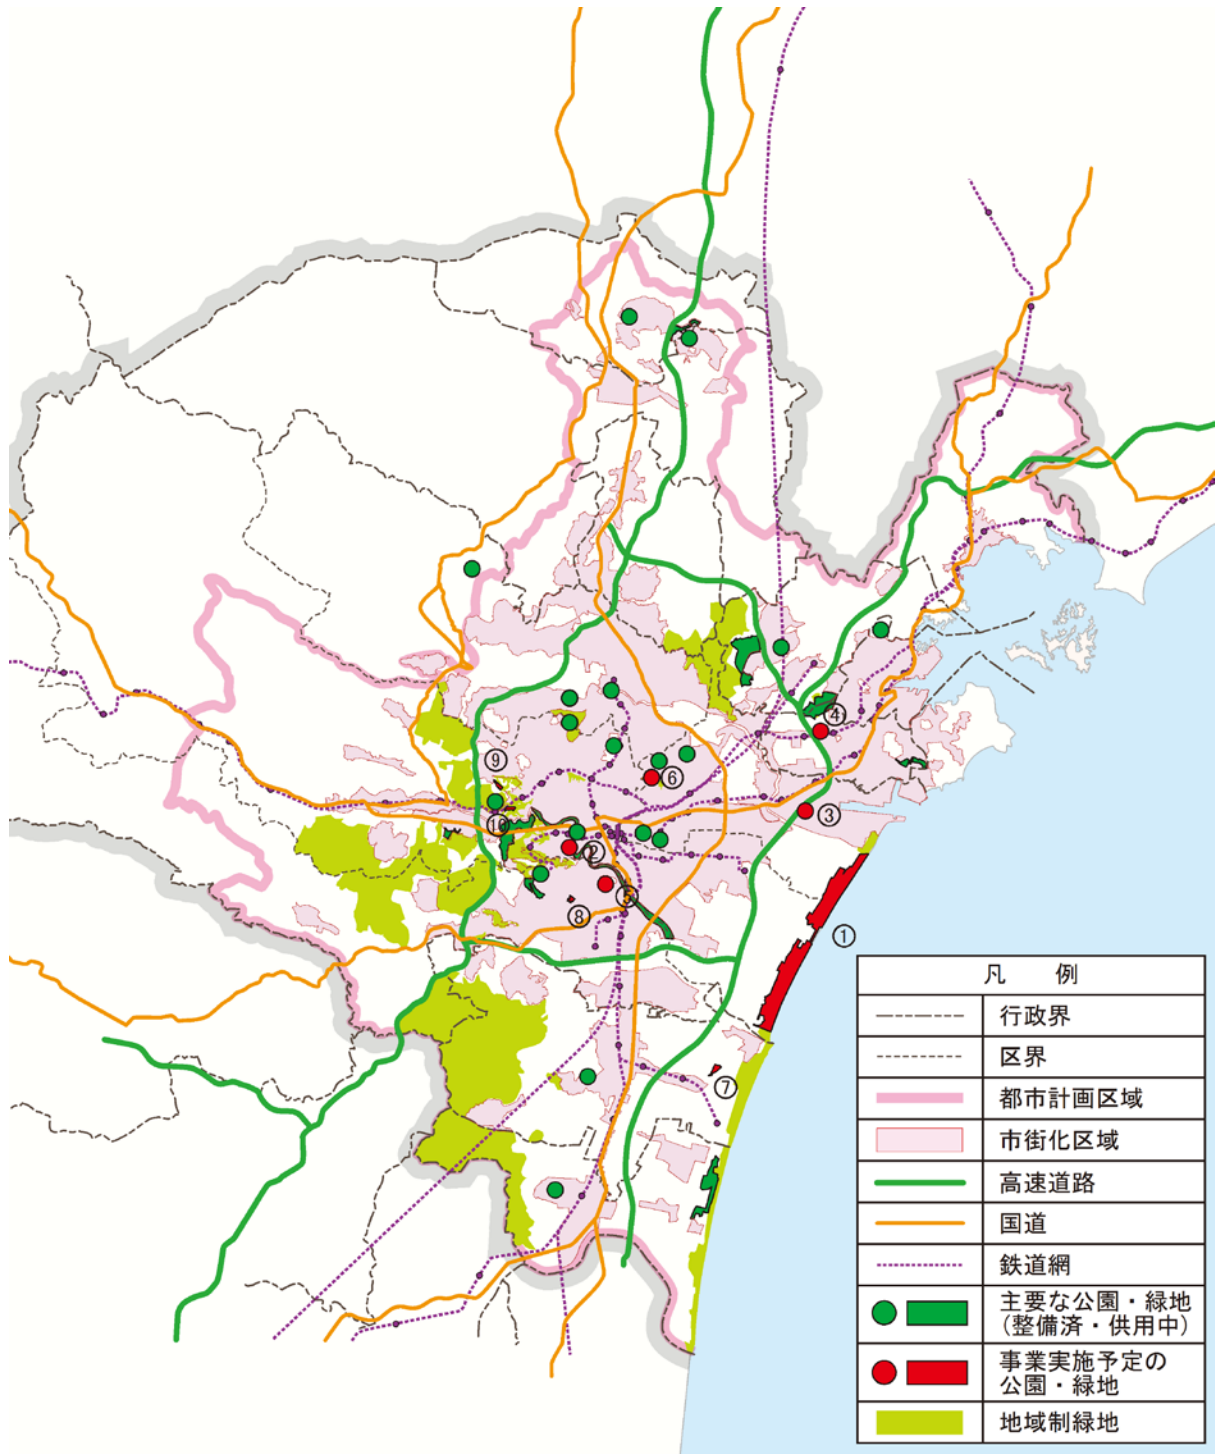 ④
⑨
⑥
③
⑩
②
⑤
⑧
①
⑦
凡　例
行政界
区界
都市計画区域
市街化区域
高速道路
国道
鉄道網
主要な公園・緑地
(整備済・供用中)
事業実施予定の
公園・緑地
地域制緑地